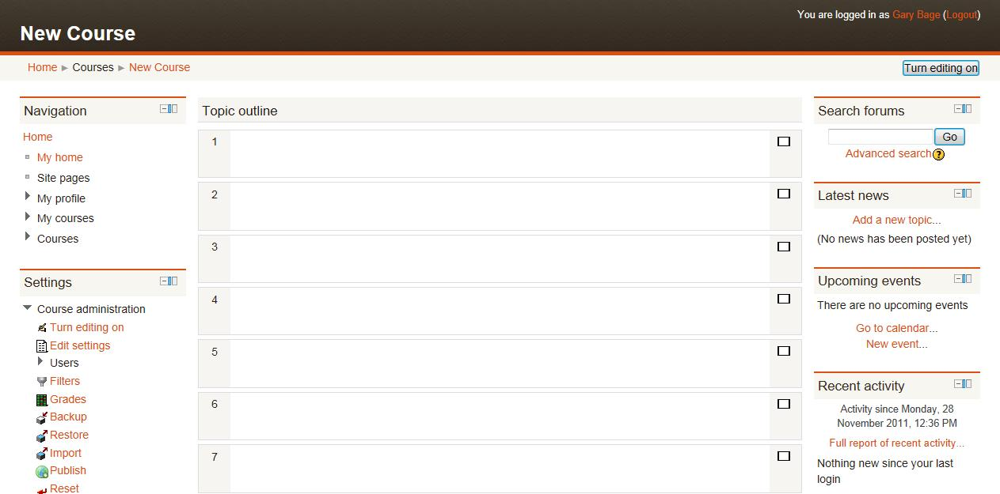 You are logged in as Gary Bage (Logout)
New Course
Home ► Courses ► New Course
Turn editing on
Navigation
Home
My home
Site pages
My profile
My courses
Courses
Settings
Course administration
Turn editing on
Edit settings
Users
Filters
Grades
Backup
Restore
Import
Publish
Reset
Topic outline
1
2
3
4
5
6
7
Search forums
Go
Advanced search ?
Latest news
Add a new topic...
(No news has been posted yet)
Upcoming events
There are no upcoming events
Go to calendar...
New event...
Recent activity
Activity since Monday, 28
November 2011, 12:36 PM
Full report of recent activity...
Nothing new since your last
login